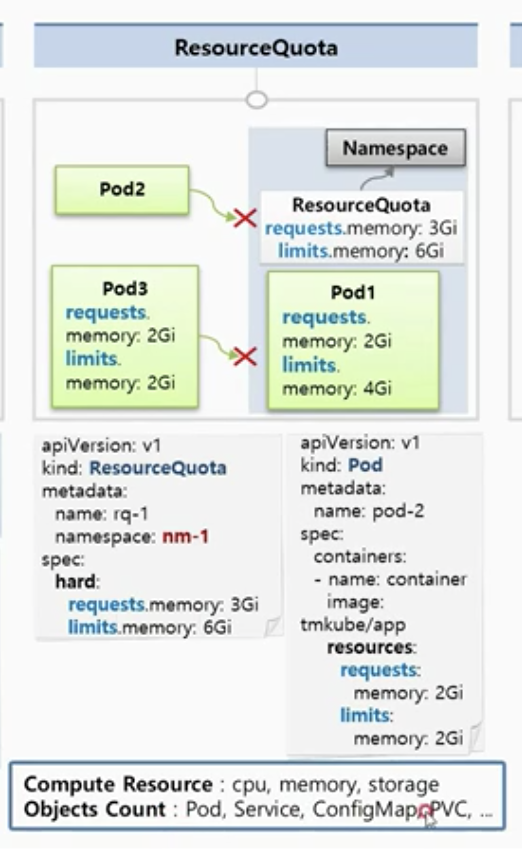 ResourceQuota
Namespace
Pod2
ResourceQuota
requests.memory: 3Gi
limits.memory: 6Gi
Pod3
requests.
memory: 2Gi
limits.
memory: 2Gi
Pod1
requests.
memory: 2Gi
limits.
memory: 4Gi
apiVersion: v1
kind: ResourceQuota
metadata:
name: rq-1
namespace: nm-1
spec:
hard:
requests.memory: 3Gi
limits.memory: 6Gi
apiVersion: v1
kind: Pod
metadata:
name: pod-2
spec:
containers:
- name: container
image:
tmkube/app
resources:
requests:
memory: 2Gi
limits:
memory: 2Gi
Compute Resource : cpu, memory, storage
Objects Count : Pod, Service, ConfigMap, PVC, ...